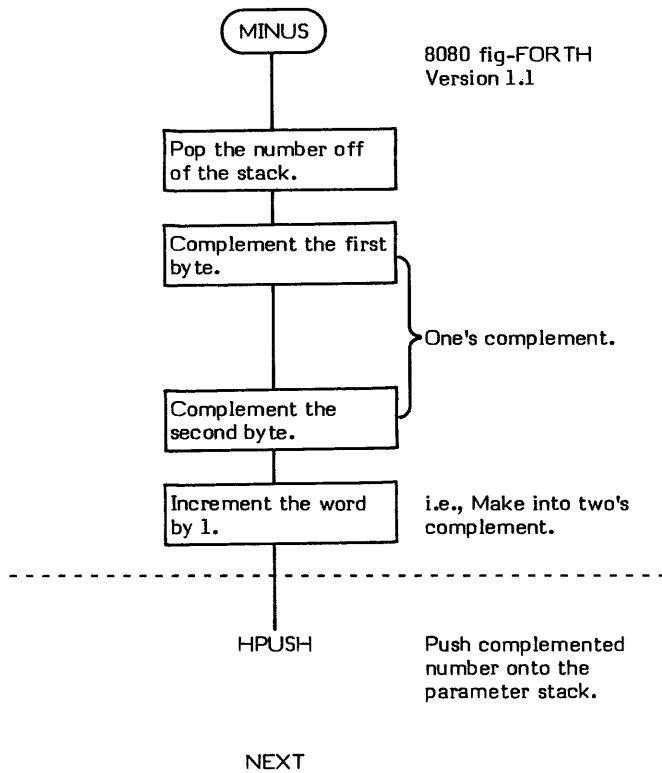 MINUS
8080 fig-FORTH
Version 1.1
Pop the number off
of the stack.
Complement the first
byte.
One's complement.
Complement the
second byte.
Increment the word
by 1.
i.e., Make into two's
complement.
HPUSH
Push complemented
number onto the
parameter stack.
NEXT